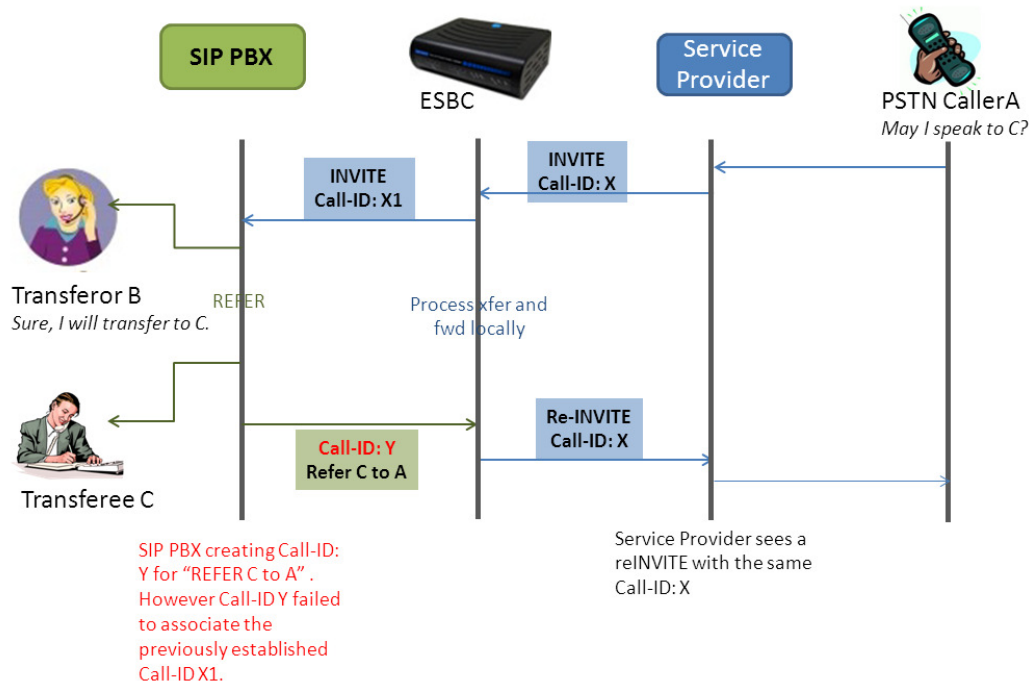 SIP PBX
ESBC
Service
Provider
PSTN CallerA
May I speak to C?
INVITE
Call-ID: X1
INVITE
Call-ID: X
Transferor B
Sure, I will transfer to C.
REFER
Process xfer and
fwd locally
Call-ID: Y
Refer C to A
Re-INVITE
Call-ID: X
Transferee C
SIP PBX creating Call-ID:
Y for “REFER C to A” .
However Call-ID Y failed
to associate the
previously established
Call-ID X1.
Service Provider sees a
reINVITE with the same
Call-ID: X